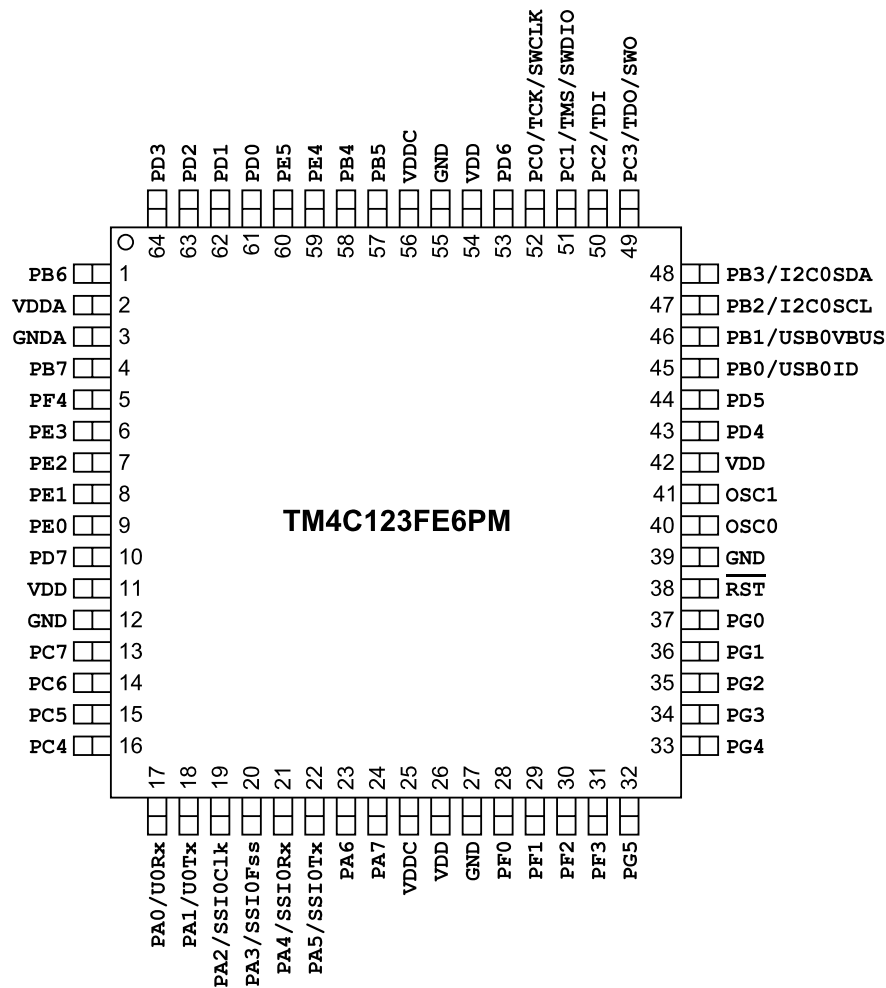 PD3
PD2
PD1
PD0
PE5
PE4
PB4
PB5
VDDC
GND
VDD
PD6
PC0/TCK/SWCLK
PC1/TMS/SWDIO
PC2/TDI
PC3/TDO/SWO
64
63
62
61
60
59
58
57
56
55
54
53
52
51
50
49
PB6 1
VDDA 2
GNDA 3
PB7 4
PF4 5
PE3 6
PE2 7
PE1 8
PE0 9
PD7 10
VDD 11
GND 12
PC7 13
PC6 14
PC5 15
PC4 16
TM4C123FE6PM
48 PB3/I2C0SDA
47 PB2/I2C0SCL
46 PB1/USB0VBUS
45 PB0/USB0ID
44 PD5
43 PD4
42 VDD
41 OSC1
40 OSC0
39 GND
38 RST
37 PG0
36 PG1
35 PG2
34 PG3
33 PG4
17
18
19
20
21
22
23
24
25
26
27
28
29
30
31
32
PA0/U0Rx
PA1/U0Tx
PA2/SSI0Clk
PA3/SSI0Fss
PA4/SSI0Rx
PA5/SSI0Tx
PA6
PA7
VDDC
VDD
GND
PF0
PF1
PF2
PF3
PG5